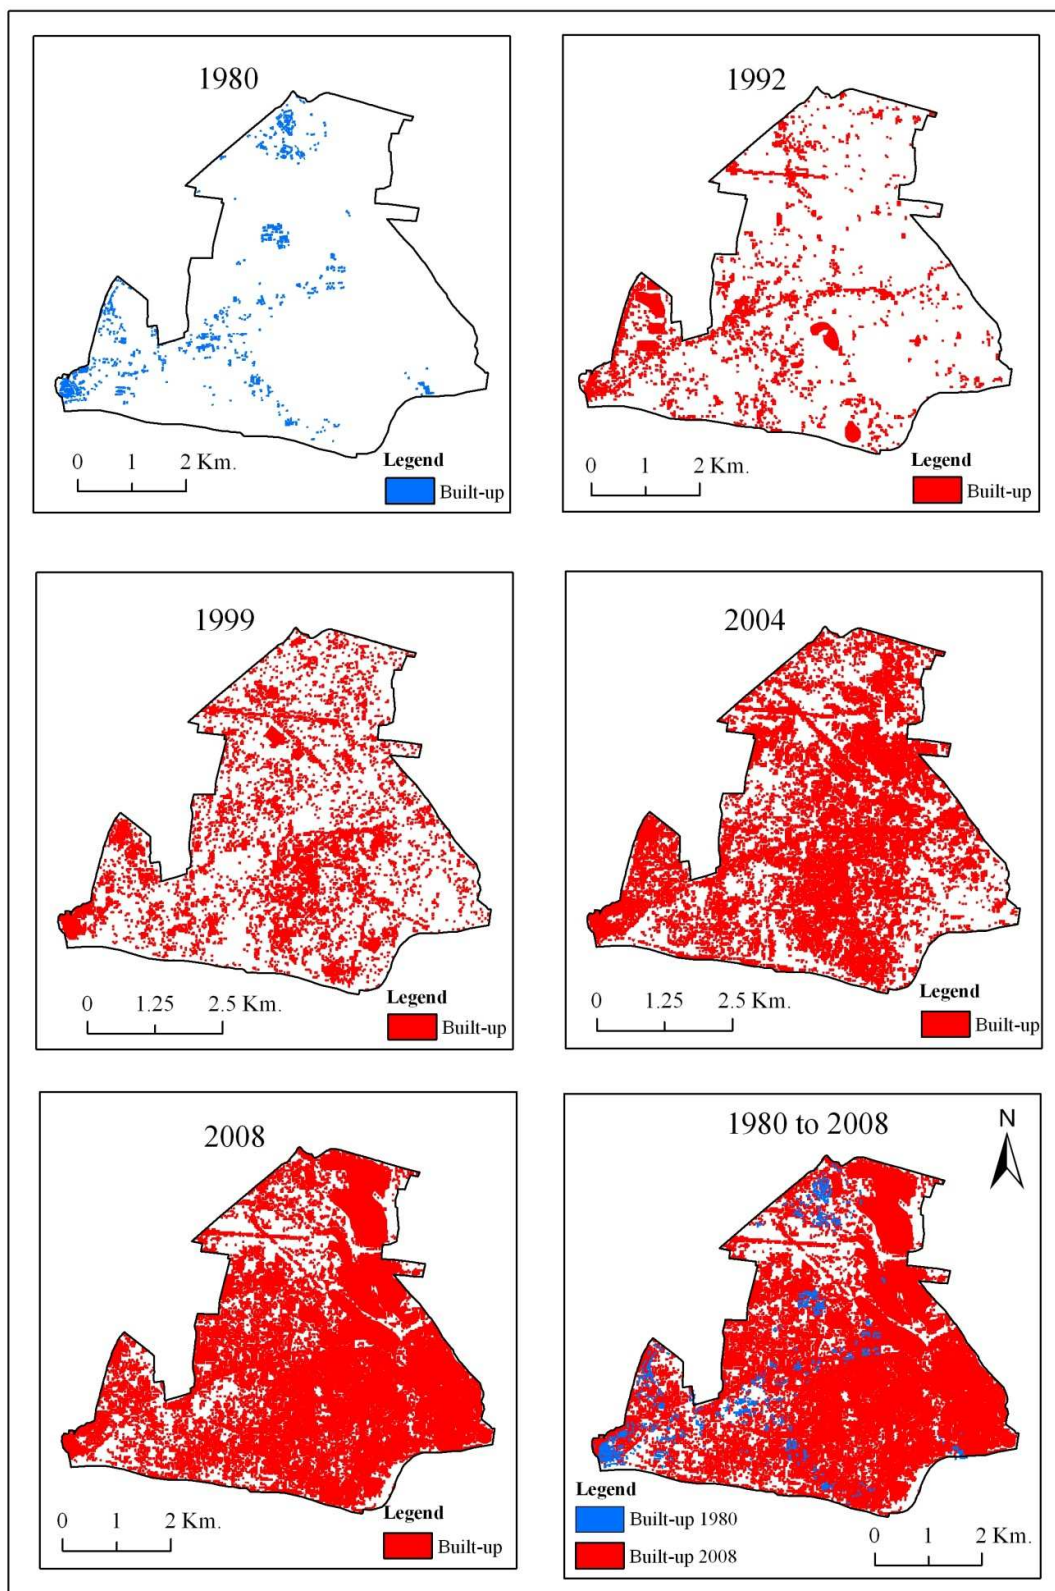 1980
0 1 2 Km.
Legend
Built-up
1992
0 1 2 Km.
Legend
Built-up
1999
0 1.25 2.5 Km.
Legend
Built-up
2004
0 1.25 2.5 Km.
Legend
Built-up
2008
0 1 2 Km.
Legend
Built-up
1980 to 2008
N
Legend
Built-up 1980
Built-up 2008
0 1 2 Km.